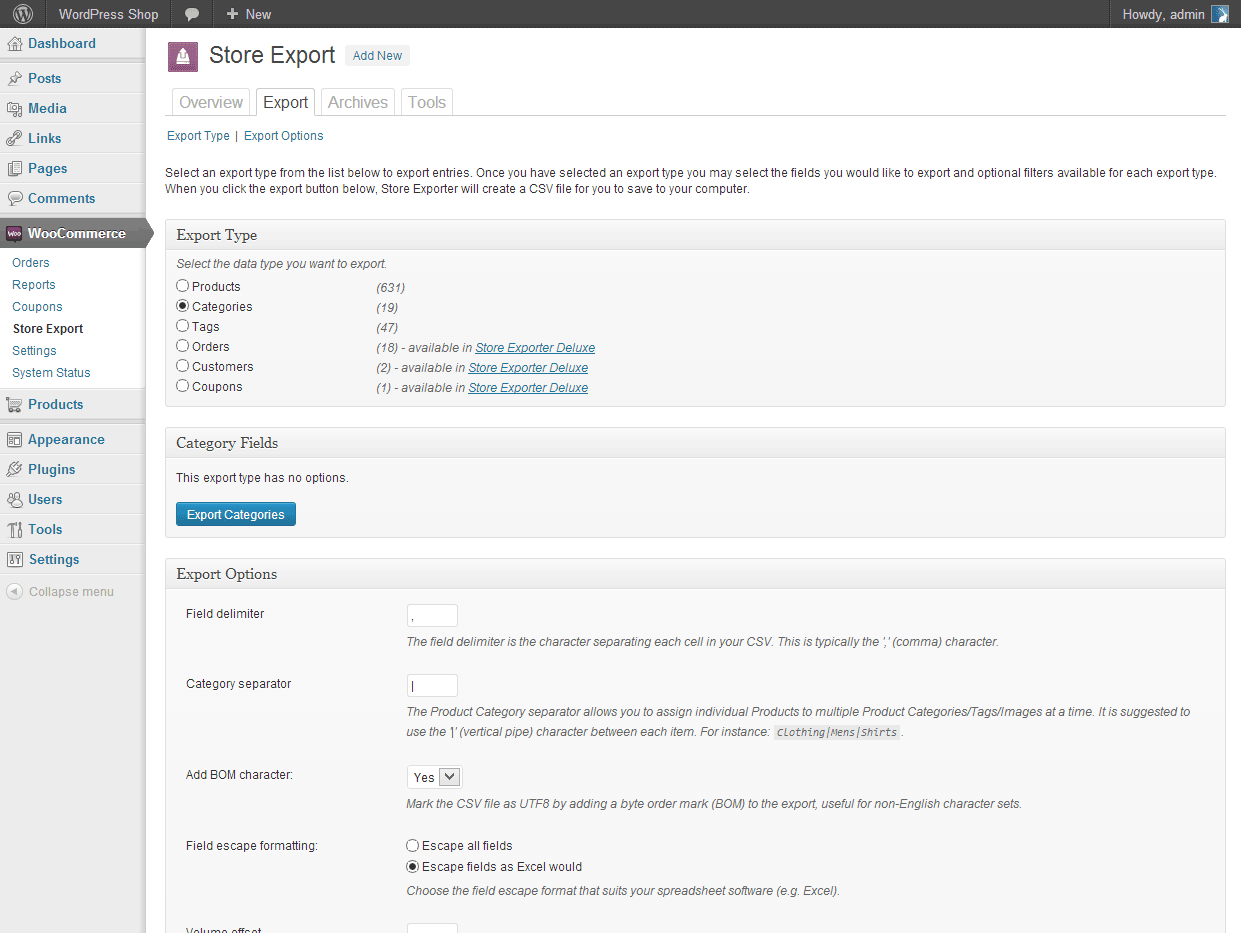 WordPress Shop
New
Howdy, admin
Dashboard
Posts
Media
Links
Pages
Comments
Woo WooCommerce
Orders
Reports
Coupons
Store Export
Settings
System Status
Products
Appearance
Plugins
Users
Tools
Settings
Collapse menu
Store Export Add New
Overview Export Archives Tools
Export Type | Export Options
Select an export type from the list below to export entries. Once you have selected an export type you may select the fields you would like to export and optional filters available for each export type.
When you click the export button below, Store Exporter will create a CSV file for you to save to your computer.
Export Type
Select the data type you want to export.
Products (631)
Categories (19)
Tags (47)
Orders (18) - available in Store Exporter Deluxe
Customers (2) - available in Store Exporter Deluxe
Coupons (1) - available in Store Exporter Deluxe
Category Fields
This export type has no options.
Export Categories
Export Options
Field delimiter ,
The field delimiter is the character separating each cell in your CSV. This is typically the ',' (comma) character.
Category separator |
The Product Category separator allows you to assign individual Products to multiple Product Categories/Tags/Images at a time. It is suggested to
use the '|' (vertical pipe) character between each item. For instance: Clothing|Mens|Shirts .
Add BOM character: Yes
Mark the CSV file as UTF8 by adding a byte order mark (BOM) to the export, useful for non-English character sets.
Field escape formatting: Escape all fields
Escape fields as Excel would
Choose the field escape format that suits your spreadsheet software (e.g. Excel).
Volume offset